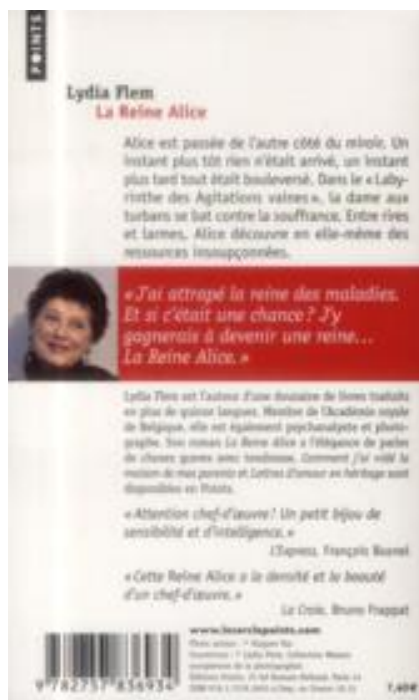 POINTS
Lydia Flem
La Reine Alice
Alice est passée de l'autre côté du miroir. Un
instant plus tôt rien n'était arrivé, un instant
plus tard tout était bouleversé. Dans le « Laby-
rinthe des Agitations vaines », la dame aux
turbans se bat contre la souffrance. Entre rires
et larmes, Alice découvre en elle-même des
ressources insoupçonnées.
« J'ai attrapé la reine des maladies.
Et si c'était une chance ? J'y
gagnerais à devenir une reine...
La Reine Alice. »
Lydia Flem est l'auteur d'une douzaine de livres traduits
en plus de quinze langues. Membre de l'Académie royale
de Belgique, elle est également psychanalyste et photo-
graphe. Son roman La Reine Alice a l'élégance de parler
de choses graves avec tendresse. Comment j'ai vidé la
maison de mes parents et Lettres d'amour en héritage sont
disponibles en Points.
« Attention chef-d'œuvre ! Un petit bijou de
sensibilité et d'intelligence. »
L'Express, François Busnel
« Cette Reine Alice a la densité et la beauté
d'un chef-d'œuvre. »
La Croix, Bruno Frappat
www.lecerclepoints.com
9 782757 836934